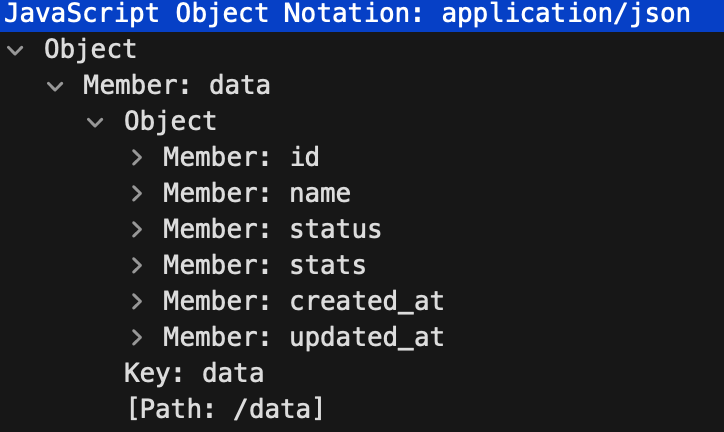 JavaScript Object Notation: application/json
Object
Member: data
Object
Member: id
Member: name
Member: status
Member: stats
Member: created_at
Member: updated_at
Key: data
[Path: /data]